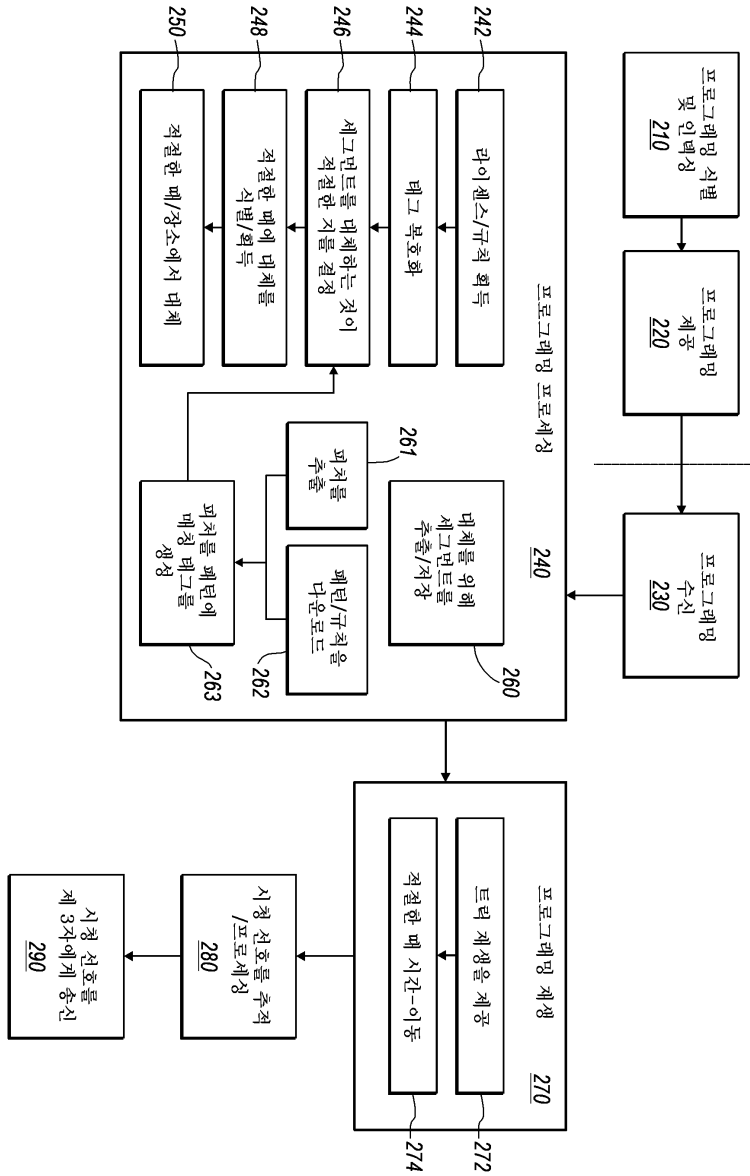 프로그래밍 식별
및 인덱싱
210
프로그래밍
제공
220
프로그래밍
수신
230
프로그래밍 프로세싱
240
242
라이센스/규칙 획득
244
태그 복호화
246
세그먼트를 대체하는 것이
적절한 지를 결정
248
적절한 때에 대체를
식별/획득
250
적절한 때/장소에서 대체
대체를 위해
세그먼트를
추출/저장
260
261
피처를
추출
패턴/규칙을
다운로드
262
피처를 패턴에
매칭 태그를
생성
263
프로그래밍 재생
270
트릭 재생을 제공
272
적절한 때 시간-이동
274
시청 선호를 추적
/프로세싱
280
시청 선호를
제 3자에게 송신
290